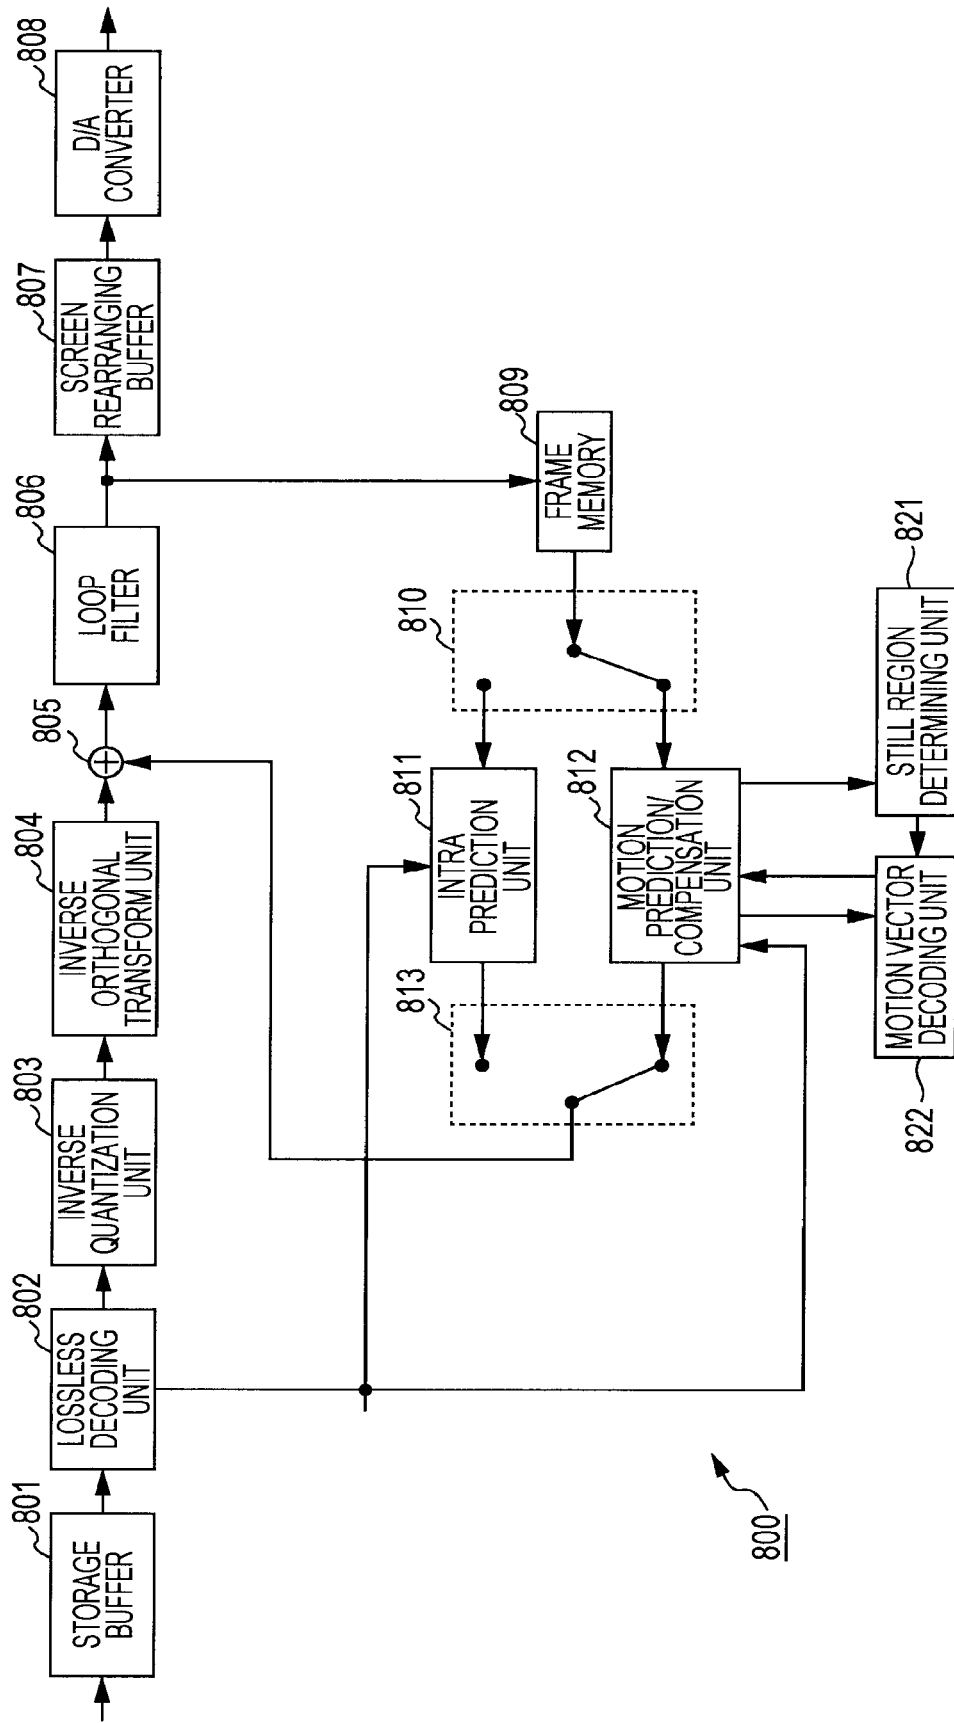 801
STORAGE
BUFFER
802
LOSSLESS
DECODING
UNIT
803
INVERSE
QUANTIZATION
UNIT
804
INVERSE
ORTHOGONAL
TRANSFORM UNIT
805
806
LOOP
FILTER
807
SCREEN
REARRANGING
BUFFER
808
D/A
CONVERTER
809
FRAME
MEMORY
810
811
INTRA
PREDICTION
UNIT
812
MOTION
PREDICTION/
COMPENSATION
UNIT
813
821
STILL REGION
DETERMINING UNIT
822
MOTION VECTOR
DECODING UNIT
800